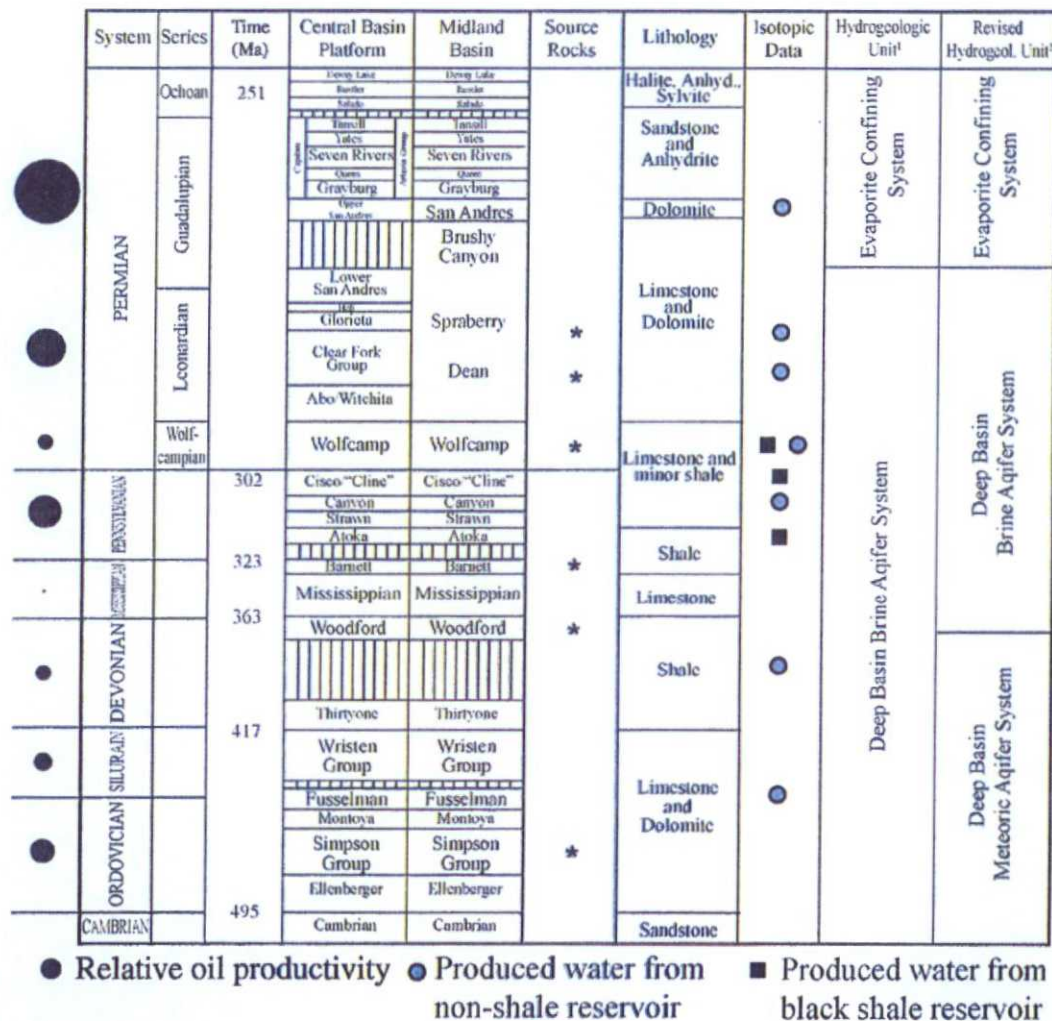 System
Series
Time
(Ma)
Central Basin
Platform
Midland
Basin
Source
Rocks
Lithology
Isotopic
Data
Hydrogeologic
Unit¹
Revised
Hydrogeol. Unit
PERMIAN
PENNSYLVANIAN
DEVONIAN
SILURAIN
ORDOVICIAN
CAMBRIAN
Ochoan
Guadalupian
Leonardian
Wolf-
campian
251
302
323
363
417
495
Dewey Lake
Rustler
Salado
Tansill
Yates
Seven Rivers
Queen
Grayburg
Upper
San Andres
Lower
San Andres
Glorieta
Clear Fork
Group
Abo/Witchita
Wolfcamp
Cisco "Cline"
Canyon
Strawn
Atoka
Barnett
Mississippian
Woodford
Thirtyone
Wristen
Group
Fusselman
Montoya
Simpson
Group
Ellenberger
Cambrian
Dewey Lake
Rustler
Salado
Tansill
Yates
Seven Rivers
Queen
Grayburg
San Andres
Brushy
Canyon
Spraberry
Dean
Wolfcamp
Cisco "Cline"
Canyon
Strawn
Atoka
Barnett
Mississippian
Woodford
Thirtyone
Wristen
Group
Fusselman
Montoya
Simpson
Group
Ellenberger
Cambrian
*
*
*
*
*
*
Halite, Anhyd.,
Sylvite
Sandstone
and
Anhydrite
Dolomite
Limestone
and
Dolomite
Limestone and
minor shale
Shale
Limestone
Shale
Limestone
and
Dolomite
Sandstone
Evaporite Confining
System
Deep Basin Brine Aqifer System
Evaporite Confining
System
Deep Basin
Brine Aqifer System
Deep Basin
Meteoric Aqifer System
Relative oil productivity
Produced water from
non-shale reservoir
Produced water from
black shale reservoir